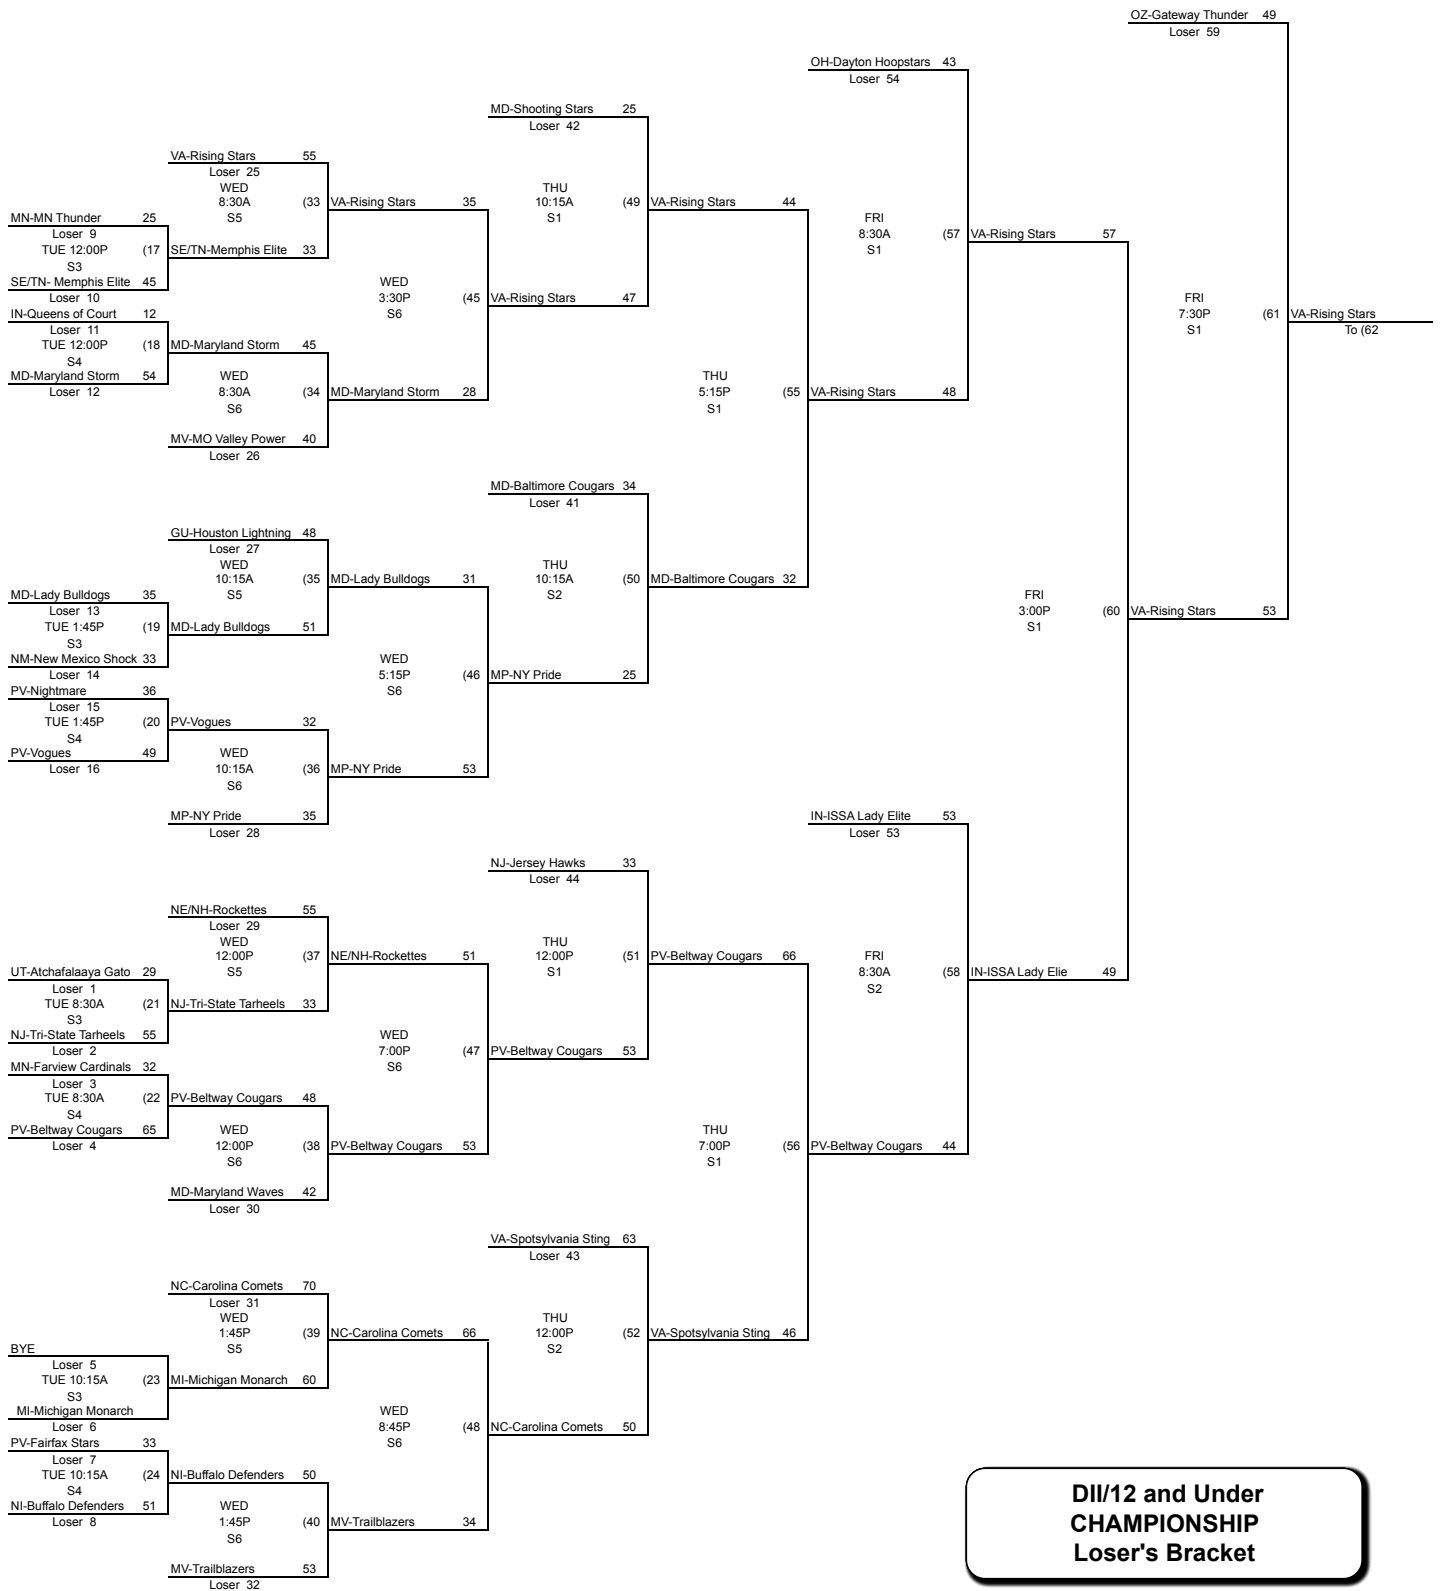 OZ-Gateway Thunder 49
Loser 59
OH-Dayton Hoopstars 43
Loser 54
MD-Shooting Stars 25
Loser 42
VA-Rising Stars 55
Loser 25
WED
8:30A (33 VA-Rising Stars 35
S5
THU
10:15A (49 VA-Rising Stars 44
S1
MN-MN Thunder 25
Loser 9
TUE 12:00P (17 SE/TN-Memphis Elite 33
S3
SE/TN- Memphis Elite 45
Loser 10
FRI
8:30A (57 VA-Rising Stars 57
S1
WED
3:30P (45 VA-Rising Stars 47
S6
FRI
7:30P (61 VA-Rising Stars
S1
To (62
IN-Queens of Court 12
Loser 11
TUE 12:00P (18 MD-Maryland Storm 45
S4
MD-Maryland Storm 54
Loser 12
WED
8:30A (34 MD-Maryland Storm 28
S6
THU
5:15P (55 VA-Rising Stars 48
S1
MV-MO Valley Power 40
Loser 26
MD-Baltimore Cougars 34
Loser 41
GU-Houston Lightning 48
Loser 27
WED
10:15A (35 MD-Lady Bulldogs 31
S5
THU
10:15A (50 MD-Baltimore Cougars 32
S2
MD-Lady Bulldogs 35
Loser 13
TUE 1:45P (19 MD-Lady Bulldogs 51
S3
NM-New Mexico Shock 33
Loser 14
FRI
3:00P (60 VA-Rising Stars 53
S1
WED
5:15P (46 MP-NY Pride 25
S6
PV-Nightmare 36
Loser 15
TUE 1:45P (20 PV-Vogues 32
S4
PV-Vogues 49
Loser 16
WED
10:15A (36 MP-NY Pride 53
S6
MP-NY Pride 35
Loser 28
IN-ISSA Lady Elite 53
Loser 53
NJ-Jersey Hawks 33
Loser 44
NE/NH-Rockettes 55
Loser 29
WED
12:00P (37 NE/NH-Rockettes 51
S5
THU
12:00P (51 PV-Beltway Cougars 66
S1
FRI
8:30A (58 IN-ISSA Lady Elie 49
S2
UT-Atchafalaaya Gato 29
Loser 1
TUE 8:30A (21 NJ-Tri-State Tarheels 33
S3
NJ-Tri-State Tarheels 55
Loser 2
WED
7:00P (47 PV-Beltway Cougars 53
S6
MN-Farview Cardinals 32
Loser 3
TUE 8:30A (22 PV-Beltway Cougars 48
S4
PV-Beltway Cougars 65
Loser 4
WED
12:00P (38 PV-Beltway Cougars 53
S6
THU
7:00P (56 PV-Beltway Cougars 44
S1
MD-Maryland Waves 42
Loser 30
VA-Spotsylvania Sting 63
Loser 43
NC-Carolina Comets 70
Loser 31
WED
1:45P (39 NC-Carolina Comets 66
S5
THU
12:00P (52 VA-Spotsylvania Sting 46
S2
BYE
Loser 5
TUE 10:15A (23 MI-Michigan Monarch 60
S3
MI-Michigan Monarch
Loser 6
WED
8:45P (48 NC-Carolina Comets 50
S6
PV-Fairfax Stars 33
Loser 7
TUE 10:15A (24 NI-Buffalo Defenders 50
S4
NI-Buffalo Defenders 51
Loser 8
WED
1:45P (40 MV-Trailblazers 34
S6
MV-Trailblazers 53
Loser 32
DII/12 and Under
CHAMPIONSHIP
Loser's Bracket